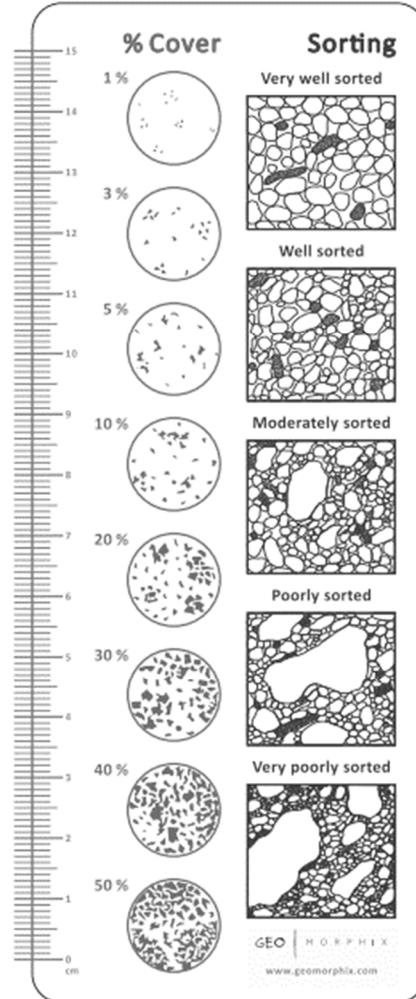 % Cover
Sorting
15
14
13
12
11
10
9
8
7
6
5
4
3
2
1
0
cm
1 %
3 %
5 %
10 %
20 %
30 %
40 %
50 %
Very well sorted
Well sorted
Moderately sorted
Poorly sorted
Very poorly sorted
GEO | MORPHIX
www.geomorphix.com